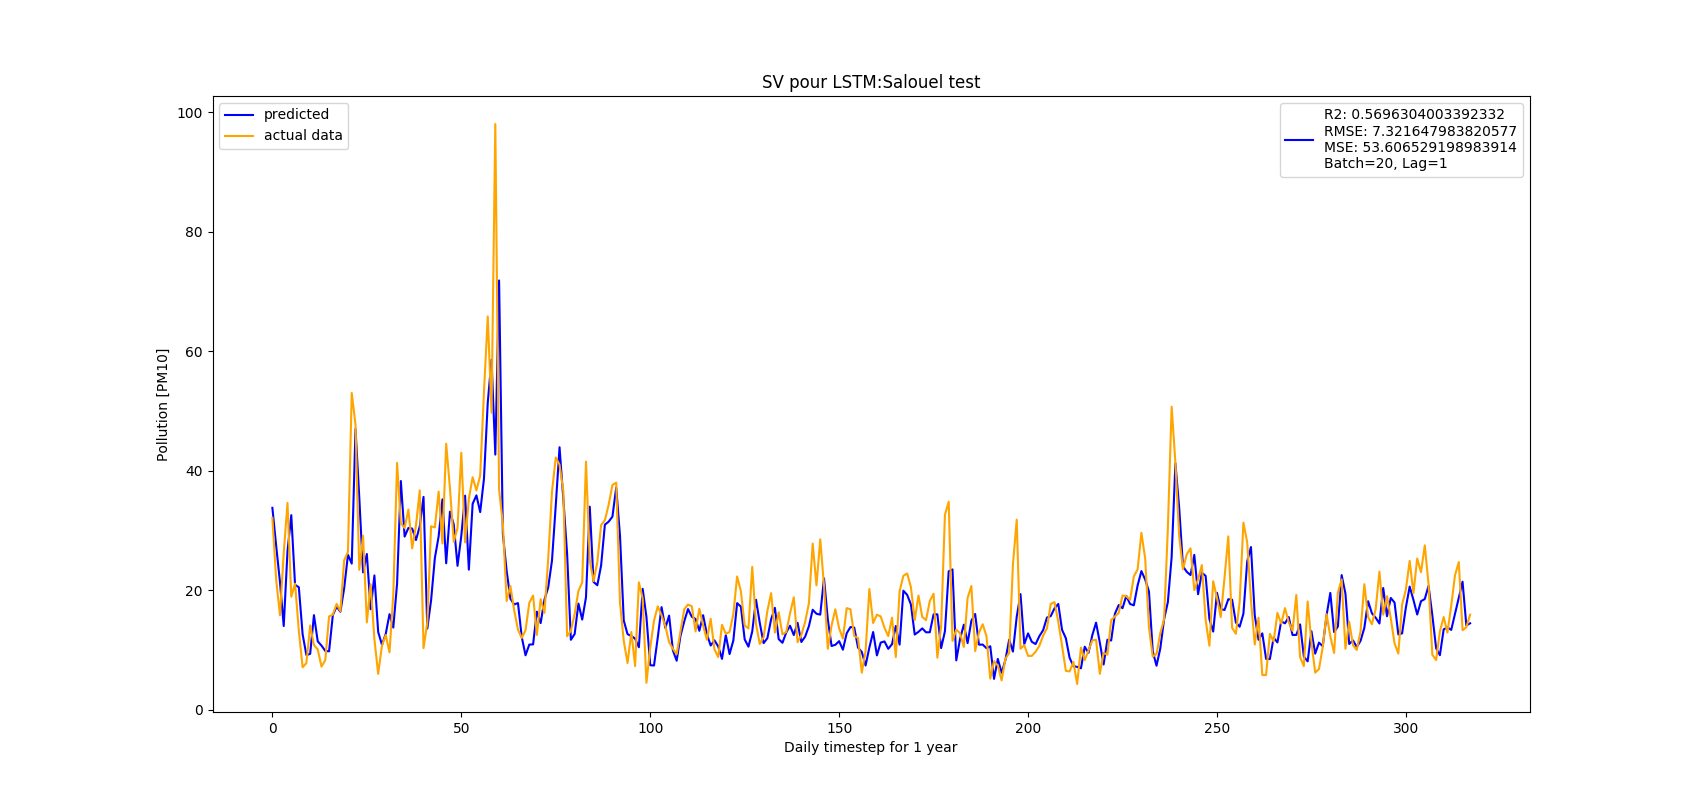 SV pour LSTM:Salouel test
predicted
actual data
R2: 0.5696304003392332
RMSE: 7.321647983820577
MSE: 53.606529198983914
Batch=20, Lag=1
100
80
60
40
20
0
Pollution [PM10]
0 50 100 150 200 250 300
Daily timestep for 1 year